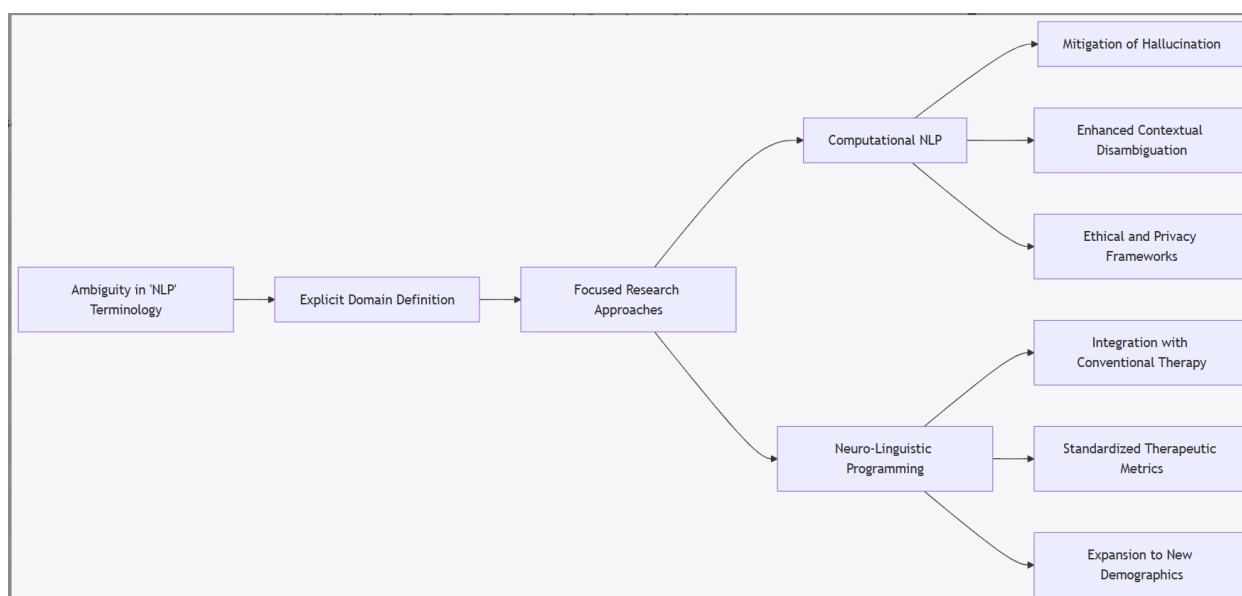 Mitigation of Hallucination
Computational NLP
Enhanced Contextual
Disambiguation
Ethical and Privacy
Frameworks
Ambiguity in 'NLP'
Terminology
Explicit Domain Definition
Focused Research
Approaches
Integration with
Conventional Therapy
Neuro-Linguistic
Programming
Standardized Therapeutic
Metrics
Expansion to New
Demographics